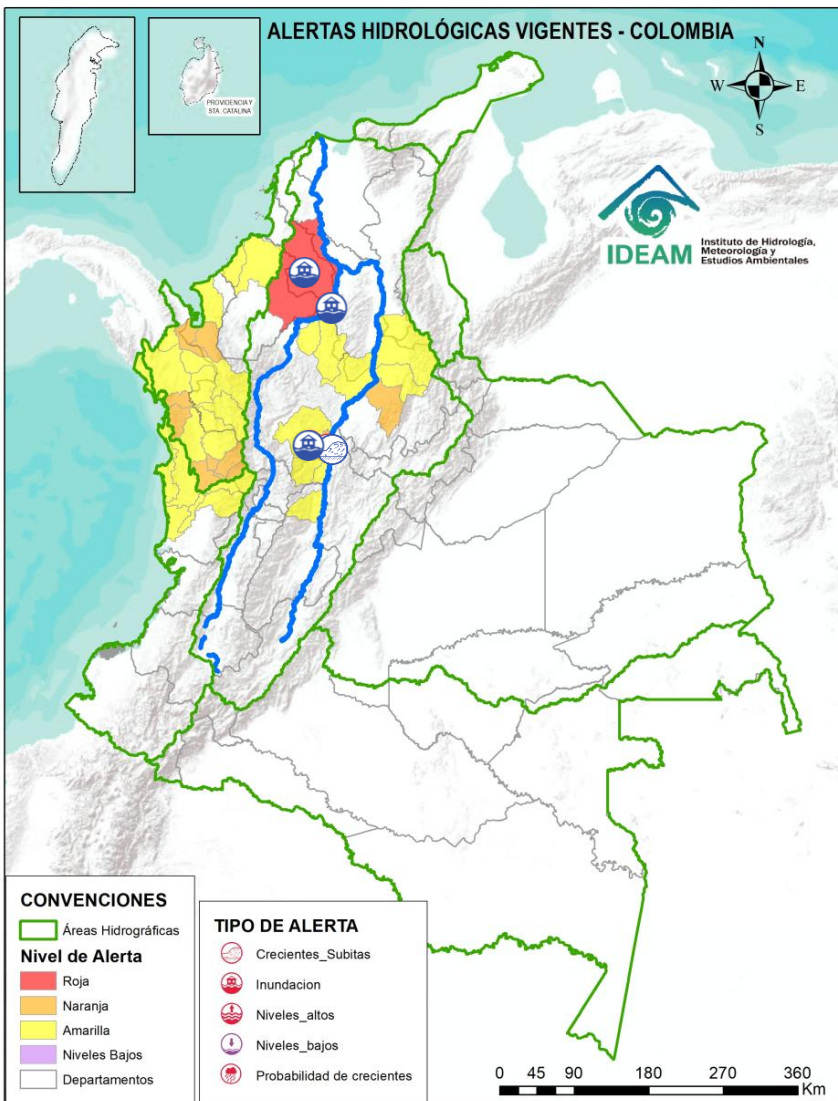 ALERTAS HIDROLÓGICAS VIGENTES - COLOMBIA
PROVIDENCIA Y
STA. CATALINA
N
W
E
S
IDEAM
Instituto de Hidrología,
Meteorología y
Estudios Ambientales
CONVENCIONES
Áreas Hidrográficas
Nivel de Alerta
Roja
Naranja
Amarilla
Niveles Bajos
Departamentos
TIPO DE ALERTA
Crecientes_Subitas
Inundacion
Niveles_altos
Niveles_bajos
Probabilidad de crecientes
0 45 90 180 270 360
Km